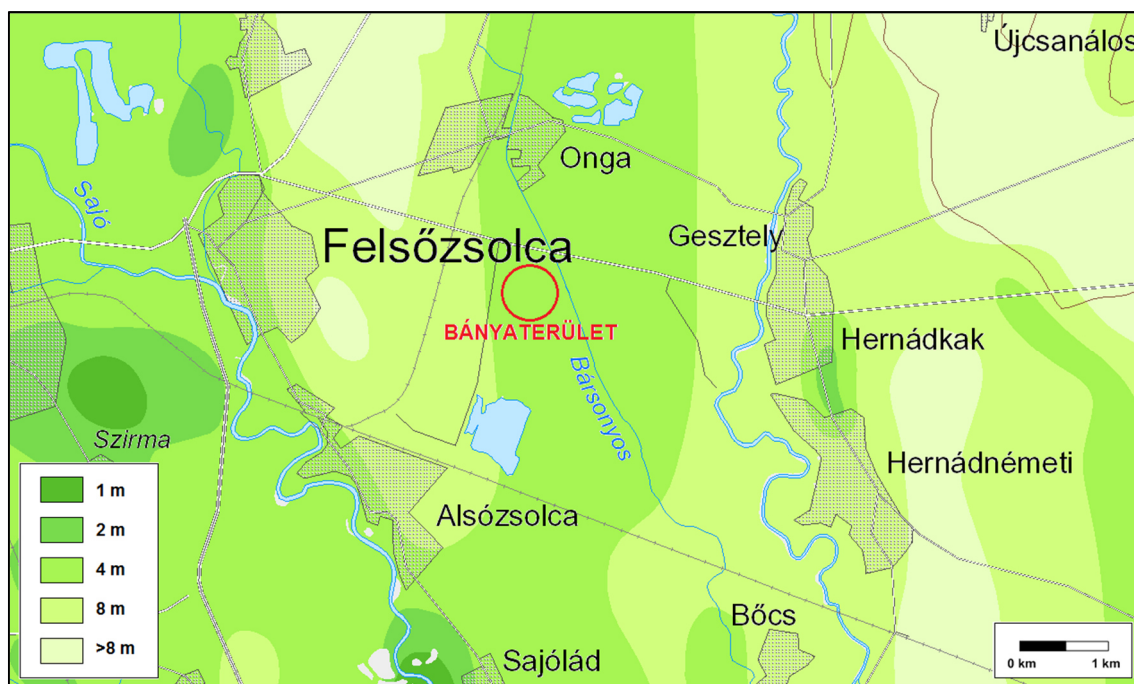 Újcsanálos
Onga
Sajó
Felsőzsolca
Gesztely
BÁNYATERÜLET
Hernádkak
Bársonyos
Szirma
Hernádnémeti
Alsózsolca
Bőcs
Sajólád
1 m
2 m
4 m
8 m
>8 m
0 km 1 km